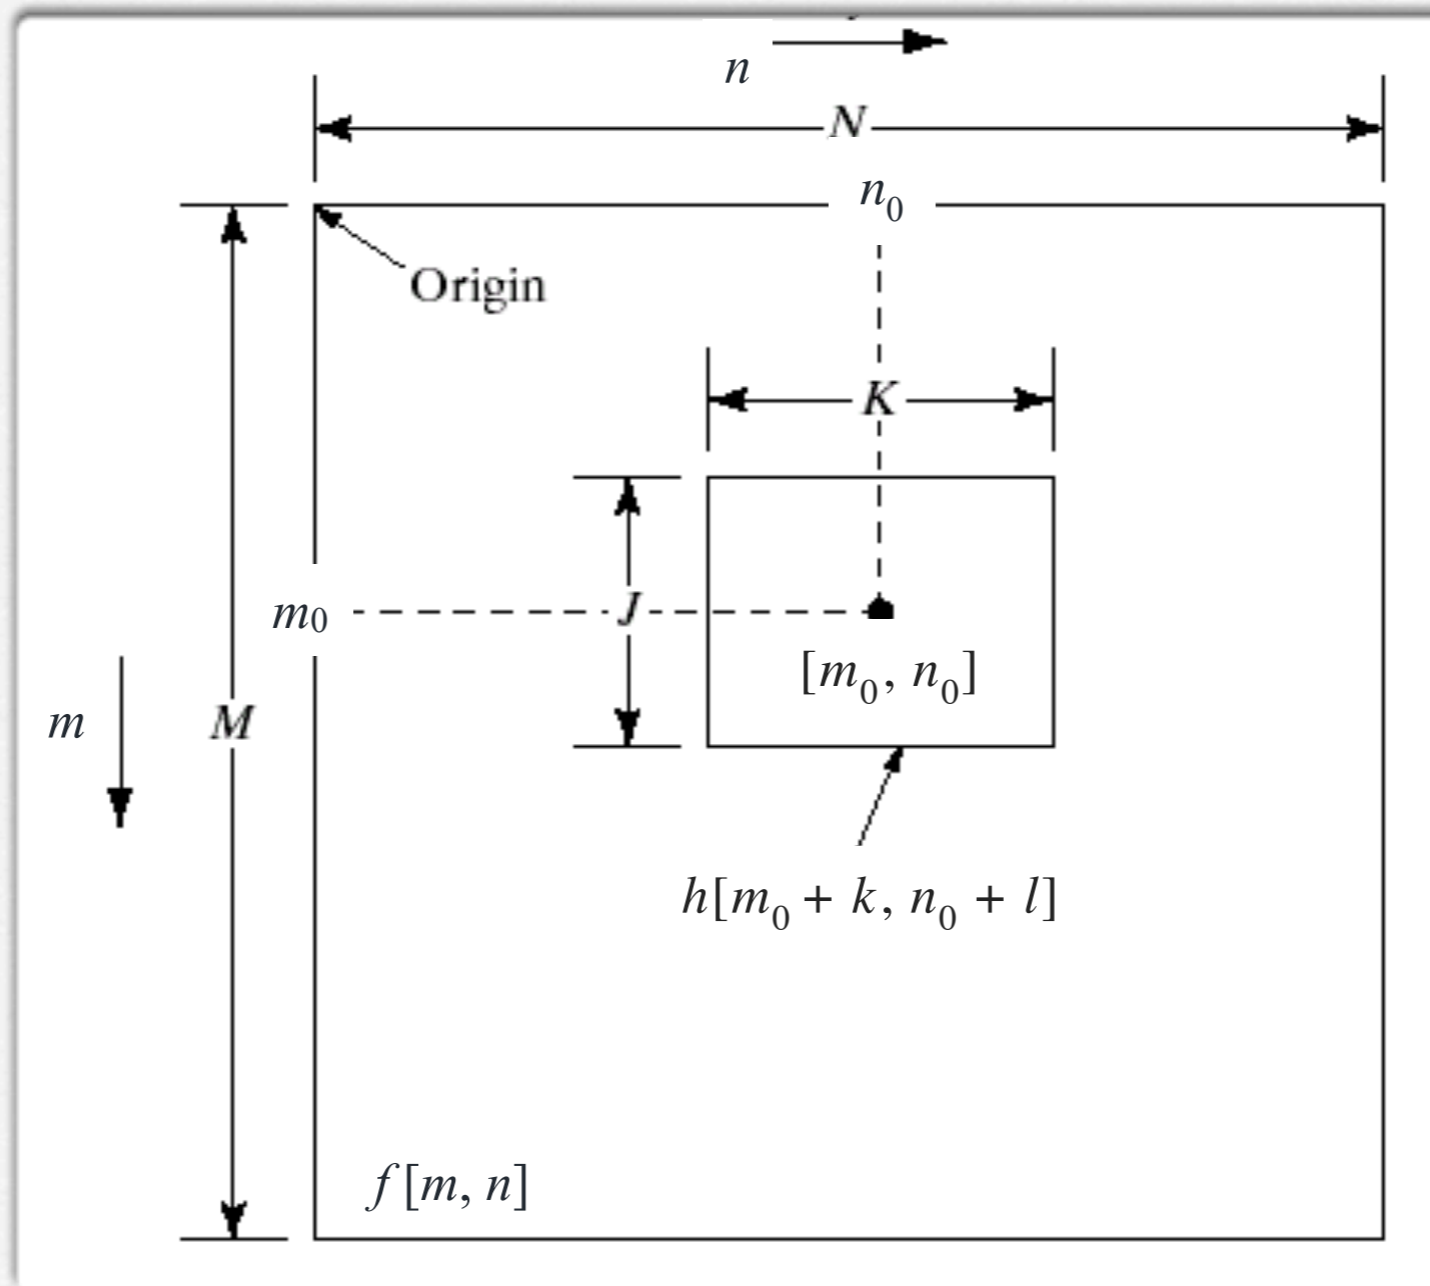 n
N
n₀
Origin
K
m₀
J
[m₀, n₀]
m
M
h[m₀ + k, n₀ + l]
f[m, n]